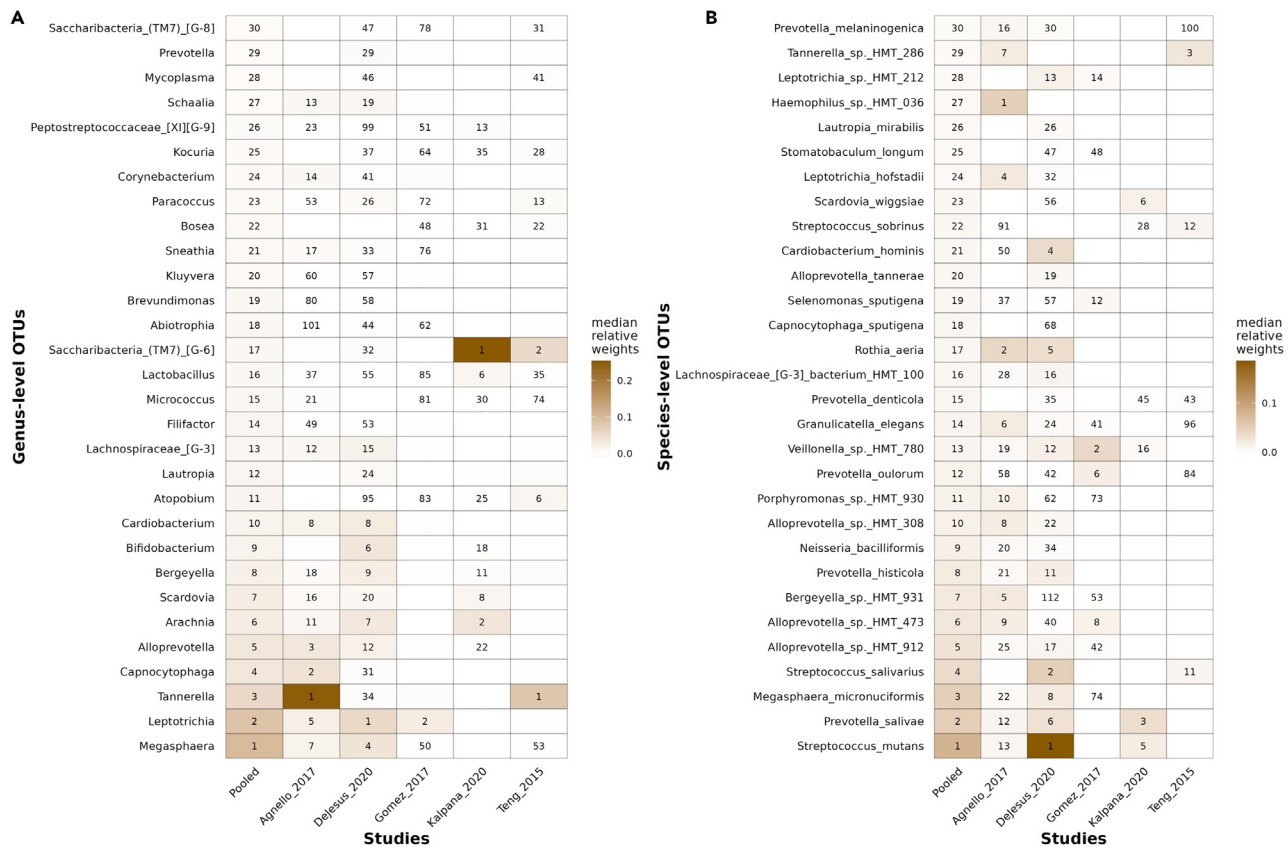 A
Genus-level OTUs
Saccharibacteria_(TM7)_[G-8] 30 47 78 31
Prevotella 29 29
Mycoplasma 28 46 41
Schaalia 27 13 19
Peptostreptococcaceae_[XI][G-9] 26 23 99 51 13
Kocuria 25 37 64 35 28
Corynebacterium 24 14 41
Paracoccus 23 53 26 72 13
Bosea 22 48 31 22
Sneathia 21 17 33 76
Kluyvera 20 60 57
Brevundimonas 19 80 58
Abiotrophia 18 101 44 62
Saccharibacteria_(TM7)_[G-6] 17 32 1 2
Lactobacillus 16 37 55 85 6 35
Micrococcus 15 21 81 30 74
Filifactor 14 49 53
Lachnospiraceae_[G-3] 13 12 15
Lautropia 12 24
Atopobium 11 95 83 25 6
Cardiobacterium 10 8 8
Bifidobacterium 9 6 18
Bergeyella 8 18 9 11
Scardovia 7 16 20 8
Arachnia 6 11 7 2
Alloprevotella 5 3 12 22
Capnocytophaga 4 2 31
Tannerella 3 1 34 1
Leptotrichia 2 5 1 2
Megasphaera 1 7 4 50 53
Pooled Agnello_2017 DeJesus_2020 Gomez_2017 Kalpana_2020 Teng_2015
Studies
median
relative
weights
0.2
0.1
0.0
B
Species-level OTUs
Prevotella_melaninogenica 30 16 30 100
Tannerella_sp._HMT_286 29 7 3
Leptotrichia_sp._HMT_212 28 13 14
Haemophilus_sp._HMT_036 27 1
Lautropia_mirabilis 26 26
Stomatobaculum_longum 25 47 48
Leptotrichia_hofstadii 24 4 32
Scardovia_wiggsiae 23 56 6
Streptococcus_sobrinus 22 91 28 12
Cardiobacterium_hominis 21 50 4
Alloprevotella_tannerae 20 19
Selenomonas_sputigena 19 37 57 12
Capnocytophaga_sputigena 18 68
Rothia_aeria 17 2 5
Lachnospiraceae_[G-3]_bacterium_HMT_100 16 28 16
Prevotella_denticola 15 35 45 43
Granulicatella_elegans 14 6 24 41 96
Veillonella_sp._HMT_780 13 19 12 2 16
Prevotella_oulorum 12 58 42 6 84
Porphyromonas_sp._HMT_930 11 10 62 73
Alloprevotella_sp._HMT_308 10 8 22
Neisseria_bacilliformis 9 20 34
Prevotella_histicola 8 21 11
Bergeyella_sp._HMT_931 7 5 112 53
Alloprevotella_sp._HMT_473 6 9 40 8
Alloprevotella_sp._HMT_912 5 25 17 42
Streptococcus_salivarius 4 2 11
Megasphaera_micronuciformis 3 22 8 74
Prevotella_salivae 2 12 6 3
Streptococcus_mutans 1 13 1 5
Pooled Agnello_2017 DeJesus_2020 Gomez_2017 Kalpana_2020 Teng_2015
Studies
median
relative
weights
0.1
0.0